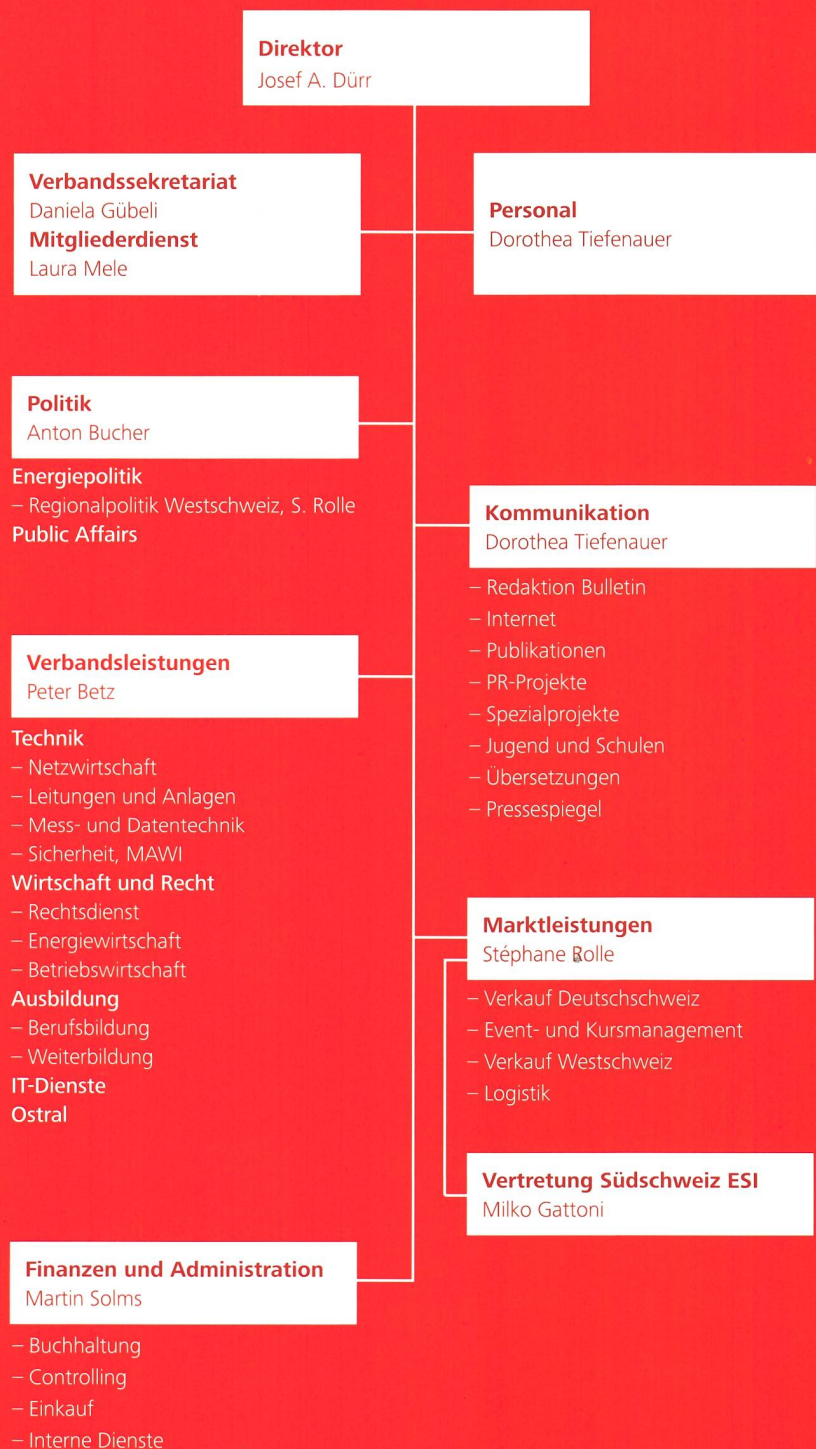 Direktor
Josef A. Dürr
Verbandssekretariat
Daniela Gübeli
Mitgliederdienst
Laura Mele
Personal
Dorothea Tiefenauer
Politik
Anton Bucher
Energiepolitik
– Regionalpolitik Westschweiz, S. Rolle
Public Affairs
Kommunikation
Dorothea Tiefenauer
– Redaktion Bulletin
– Internet
– Publikationen
– PR-Projekte
– Spezialprojekte
– Jugend und Schulen
– Übersetzungen
– Pressespiegel
Verbandsleistungen
Peter Betz
Technik
– Netzwirtschaft
– Leitungen und Anlagen
– Mess- und Datentechnik
– Sicherheit, MAWI
Wirtschaft und Recht
– Rechtsdienst
– Energiewirtschaft
– Betriebswirtschaft
Ausbildung
– Berufsbildung
– Weiterbildung
IT-Dienste
Ostral
Marktleistungen
Stéphane Rolle
– Verkauf Deutschschweiz
– Event- und Kursmanagement
– Verkauf Westschweiz
– Logistik
Vertretung Südschweiz ESI
Milko Gattoni
Finanzen und Administration
Martin Solms
– Buchhaltung
– Controlling
– Einkauf
– Interne Dienste